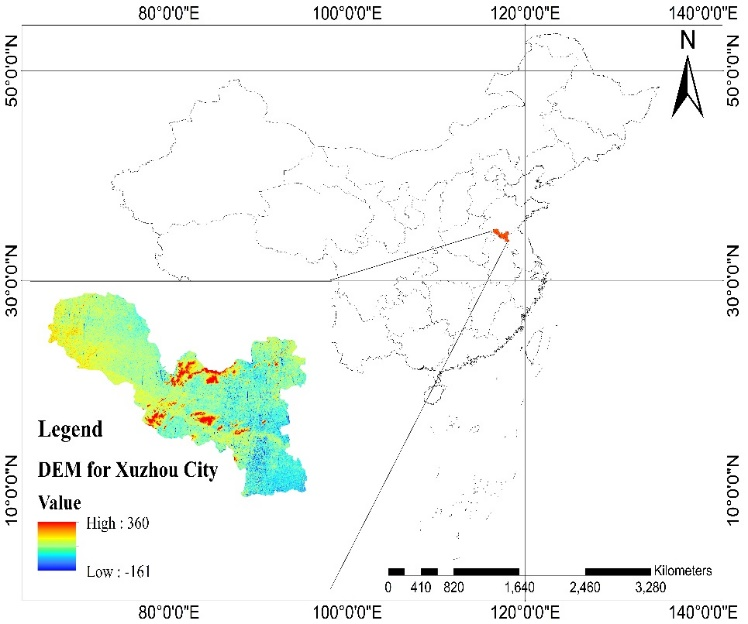 80°0'0"E 100°0'0"E 120°0'0"E 140°0'0"E
N
50°0'0"N 50°0'0"N
30°0'0"N 30°0'0"N
10°0'0"N 10°0'0"N
Legend
DEM for Xuzhou City
Value
High : 360
Low : -161
Kilometers
0 410 820 1,640 2,460 3,280
80°0'0"E 100°0'0"E 120°0'0"E 140°0'0"E